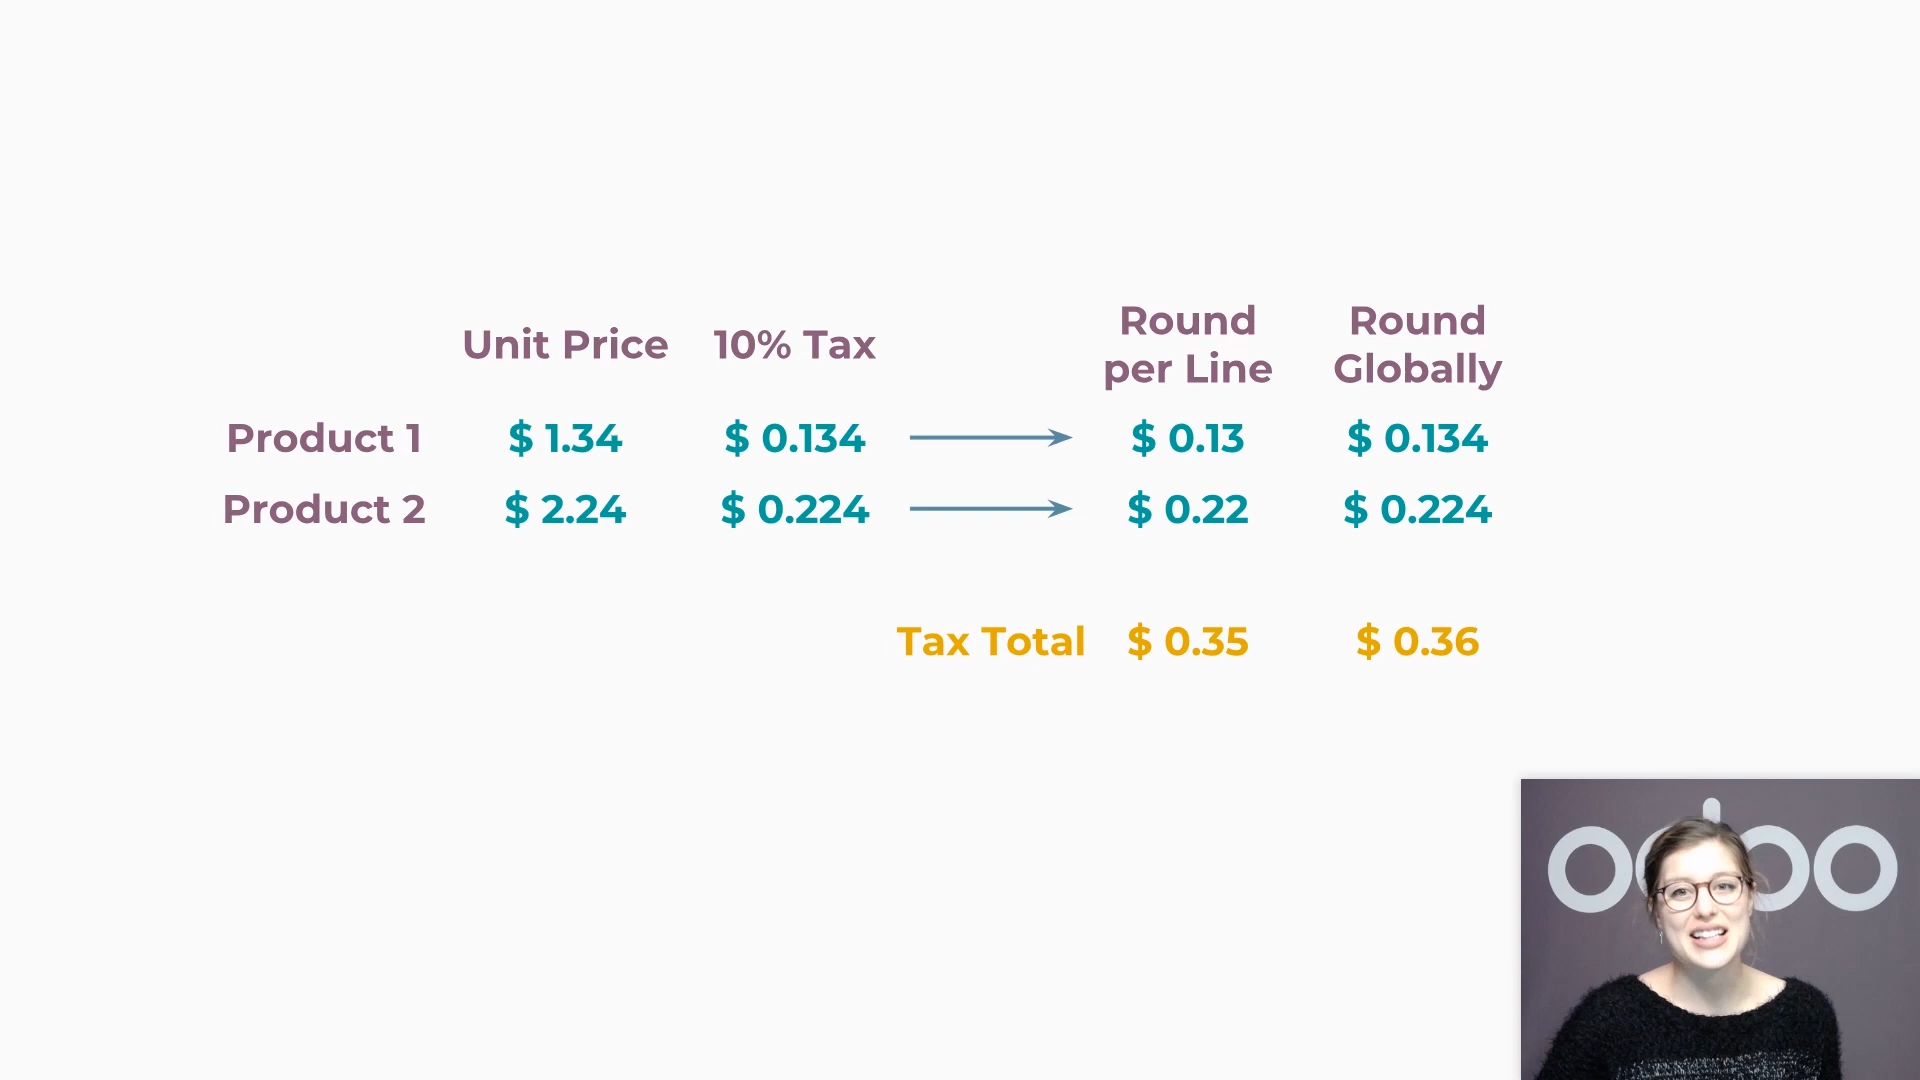 Unit Price 10% Tax Round per Line Round Globally
Product 1 $ 1.34 $ 0.134 $ 0.13 $ 0.134
Product 2 $ 2.24 $ 0.224 $ 0.22 $ 0.224
Tax Total $ 0.35 $ 0.36
odoo